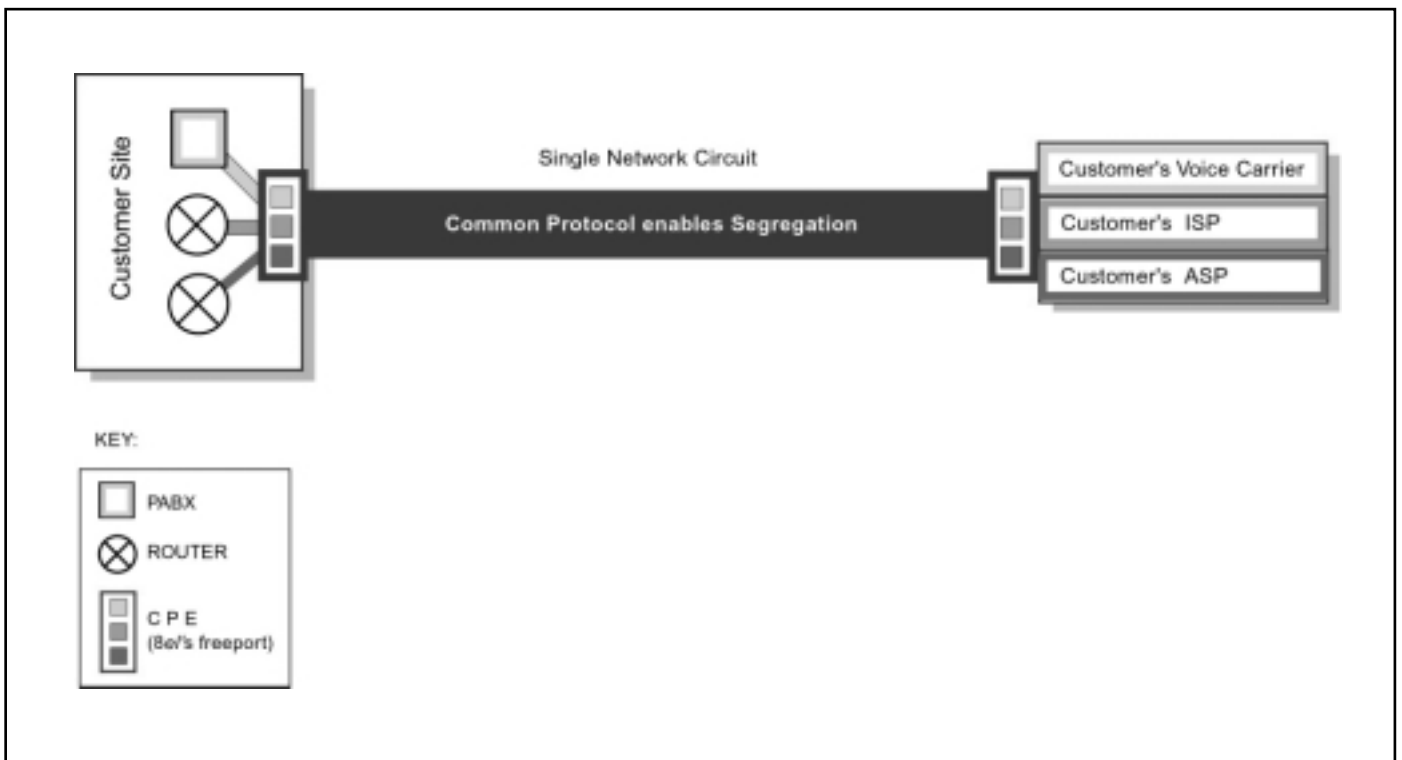 Customer Site
Single Network Circuit
Common Protocol enables Segregation
Customer's Voice Carrier
Customer's ISP
Customer's ASP
KEY:
PABX
ROUTER
C P E
(8el's freeport)